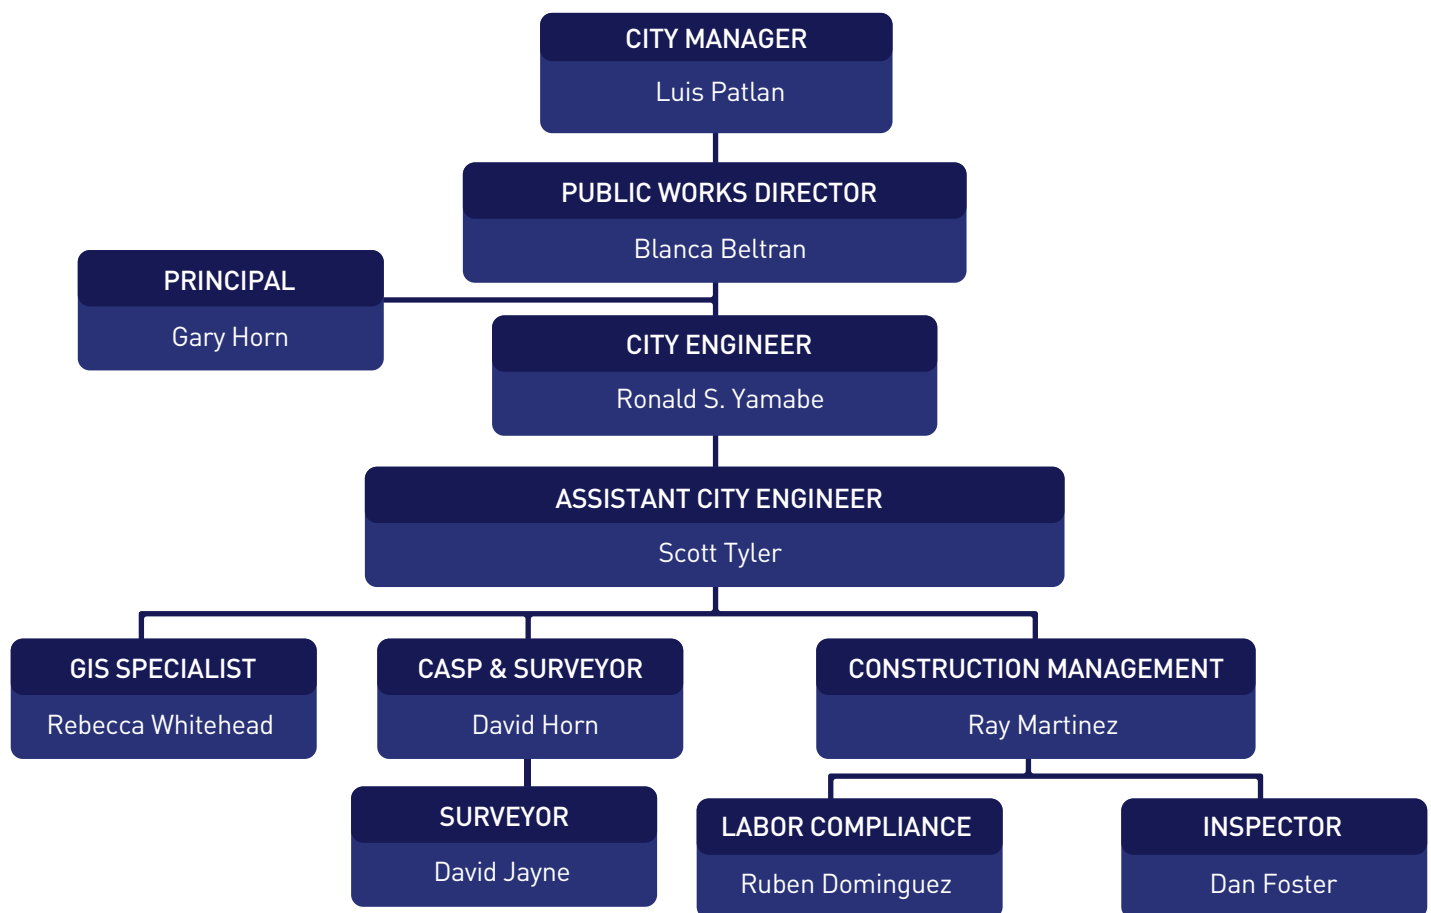 CITY MANAGER
Luis Patlan
PUBLIC WORKS DIRECTOR
Blanca Beltran
PRINCIPAL
Gary Horn
CITY ENGINEER
Ronald S. Yamabe
ASSISTANT CITY ENGINEER
Scott Tyler
GIS SPECIALIST
Rebecca Whitehead
CASP & SURVEYOR
David Horn
CONSTRUCTION MANAGEMENT
Ray Martinez
SURVEYOR
David Jayne
LABOR COMPLIANCE
Ruben Dominguez
INSPECTOR
Dan Foster